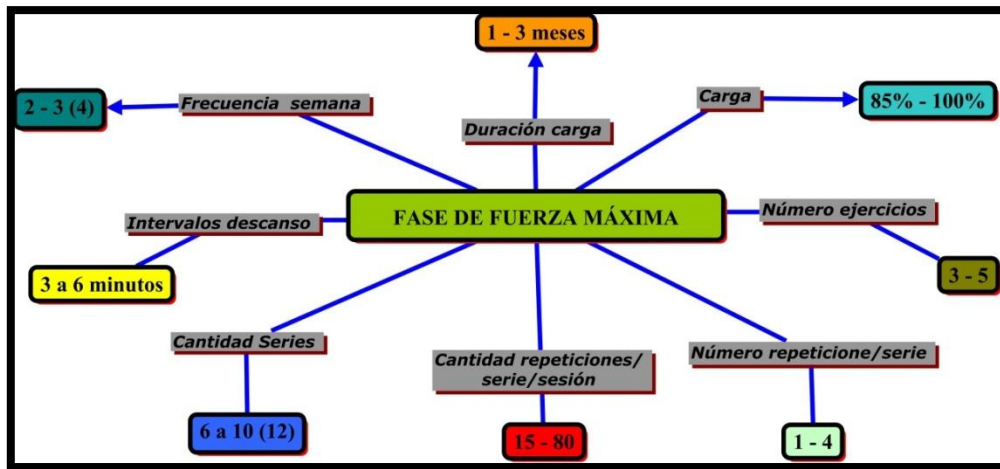 1 - 3 meses
Frecuencia semana
2 - 3 (4)
Carga
85% - 100%
Duración carga
FASE DE FUERZA MÁXIMA
Intervalos descanso
3 a 6 minutos
Número ejercicios
3 - 5
Cantidad Series
6 a 10 (12)
Cantidad repeticiones/
serie/sesión
15 - 80
Número repeticione/serie
1 - 4